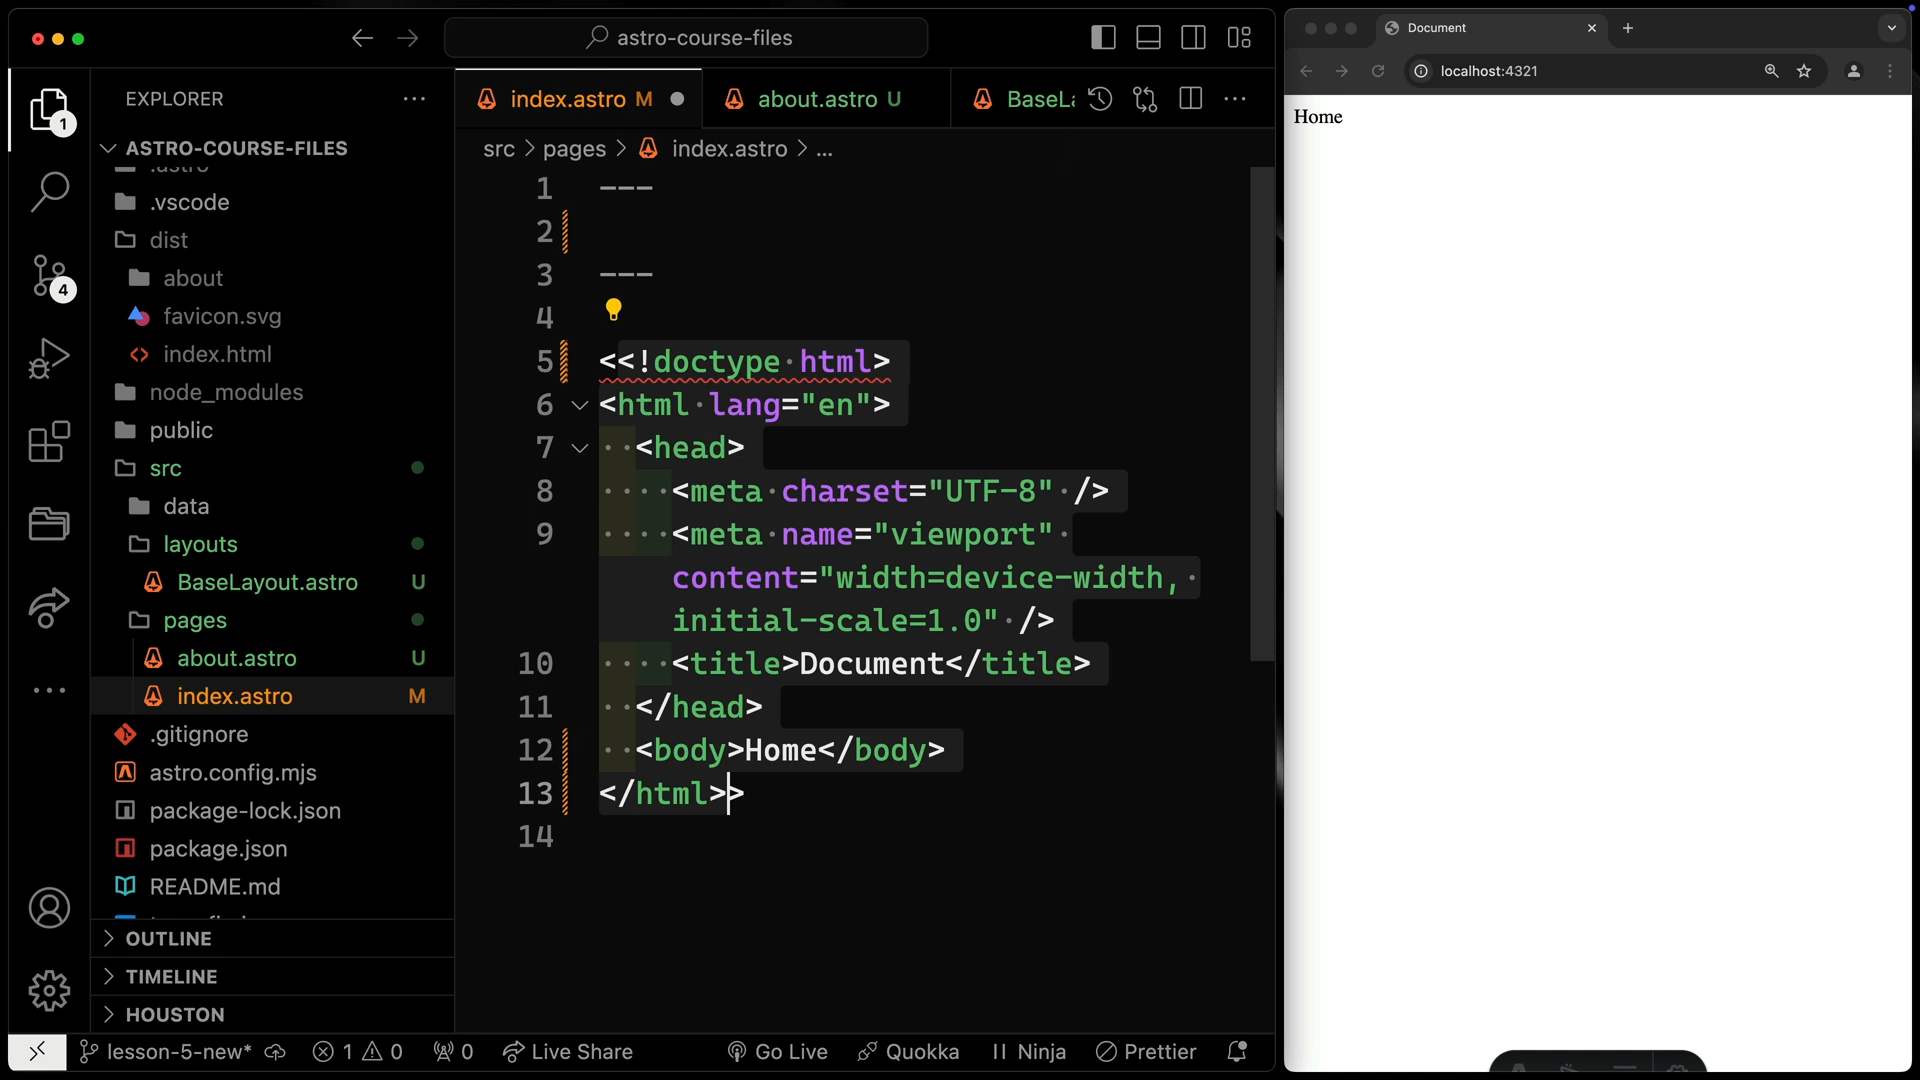 astro-course-files
Document
localhost:4321
Home
1
4
EXPLORER
ASTRO-COURSE-FILES
.astro
.vscode
dist
about
favicon.svg
index.html
node_modules
public
src
data
layouts
BaseLayout.astro U
pages
about.astro U
index.astro M
.gitignore
astro.config.mjs
package-lock.json
package.json
README.md
OUTLINE
TIMELINE
HOUSTON
index.astro M
about.astro U
BaseLa
src > pages > index.astro > ...
1 ---
2
3 ---
4
5 <<!doctype html>
6 <html lang="en">
7 <head>
8 <meta charset="UTF-8" />
9 <meta name="viewport"
content="width=device-width,
initial-scale=1.0" />
10 <title>Document</title>
11 </head>
12 <body>Home</body>
13 </html>>
14
lesson-5-new* 1 0 0 Live Share Go Live Quokka Ninja Prettier